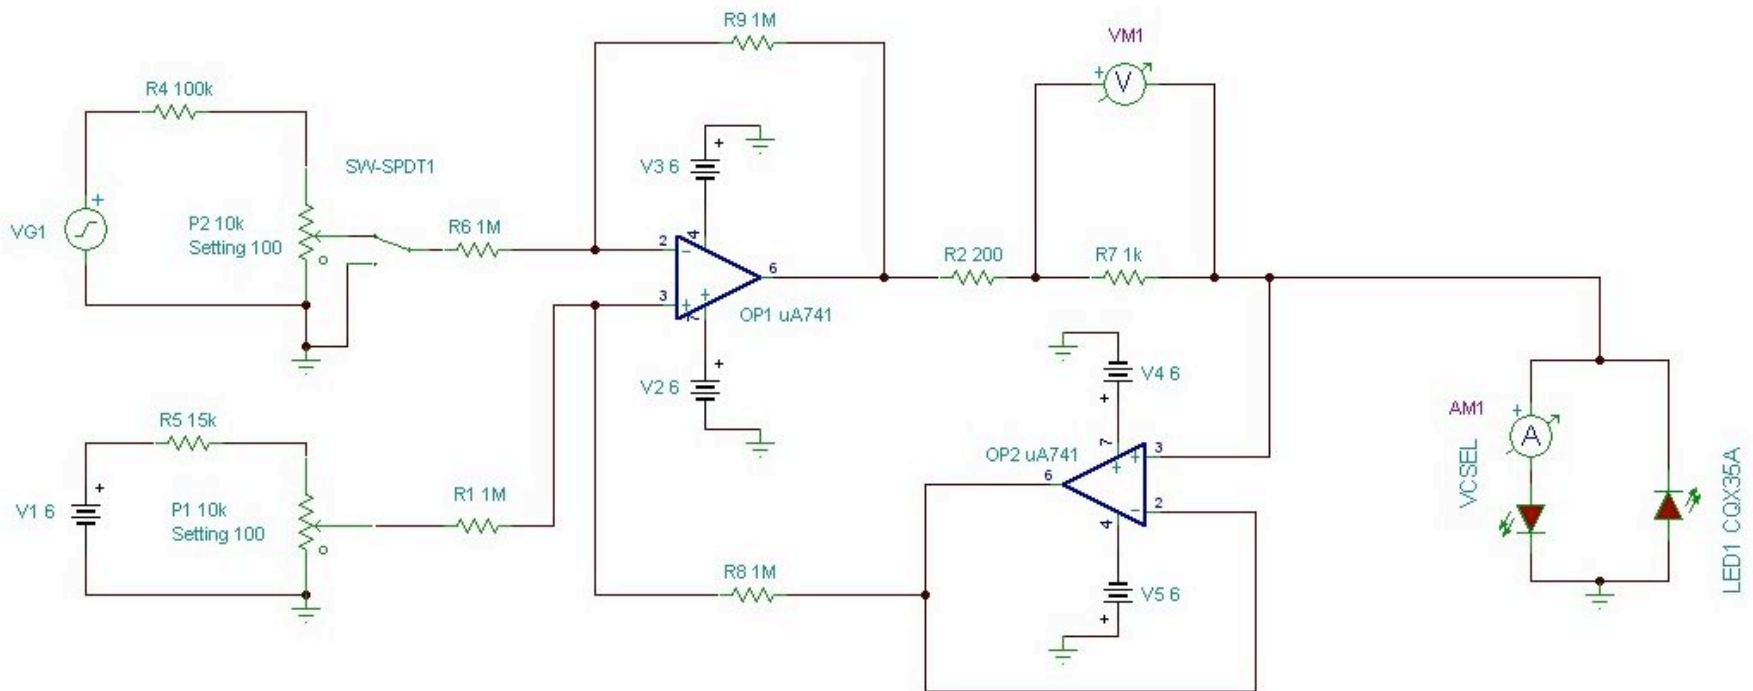 R9 1M
VM1
+
V
R4 100k
+
V3 6
SW-SPDT1
+
VG1
P2 10k
Setting 100
R6 1M
2
4
-
6
R2 200
R7 1k
3
+
+
7
OP1 uA741
V2 6
+
V4 6
+
R5 15k
AM1
+
A
VCSEL
LED1 CQX35A
OP2 uA741
7
3
+
+
6
+
V1 6
P1 10k
Setting 100
R1 1M
2
-
4
R8 1M
V5 6
+